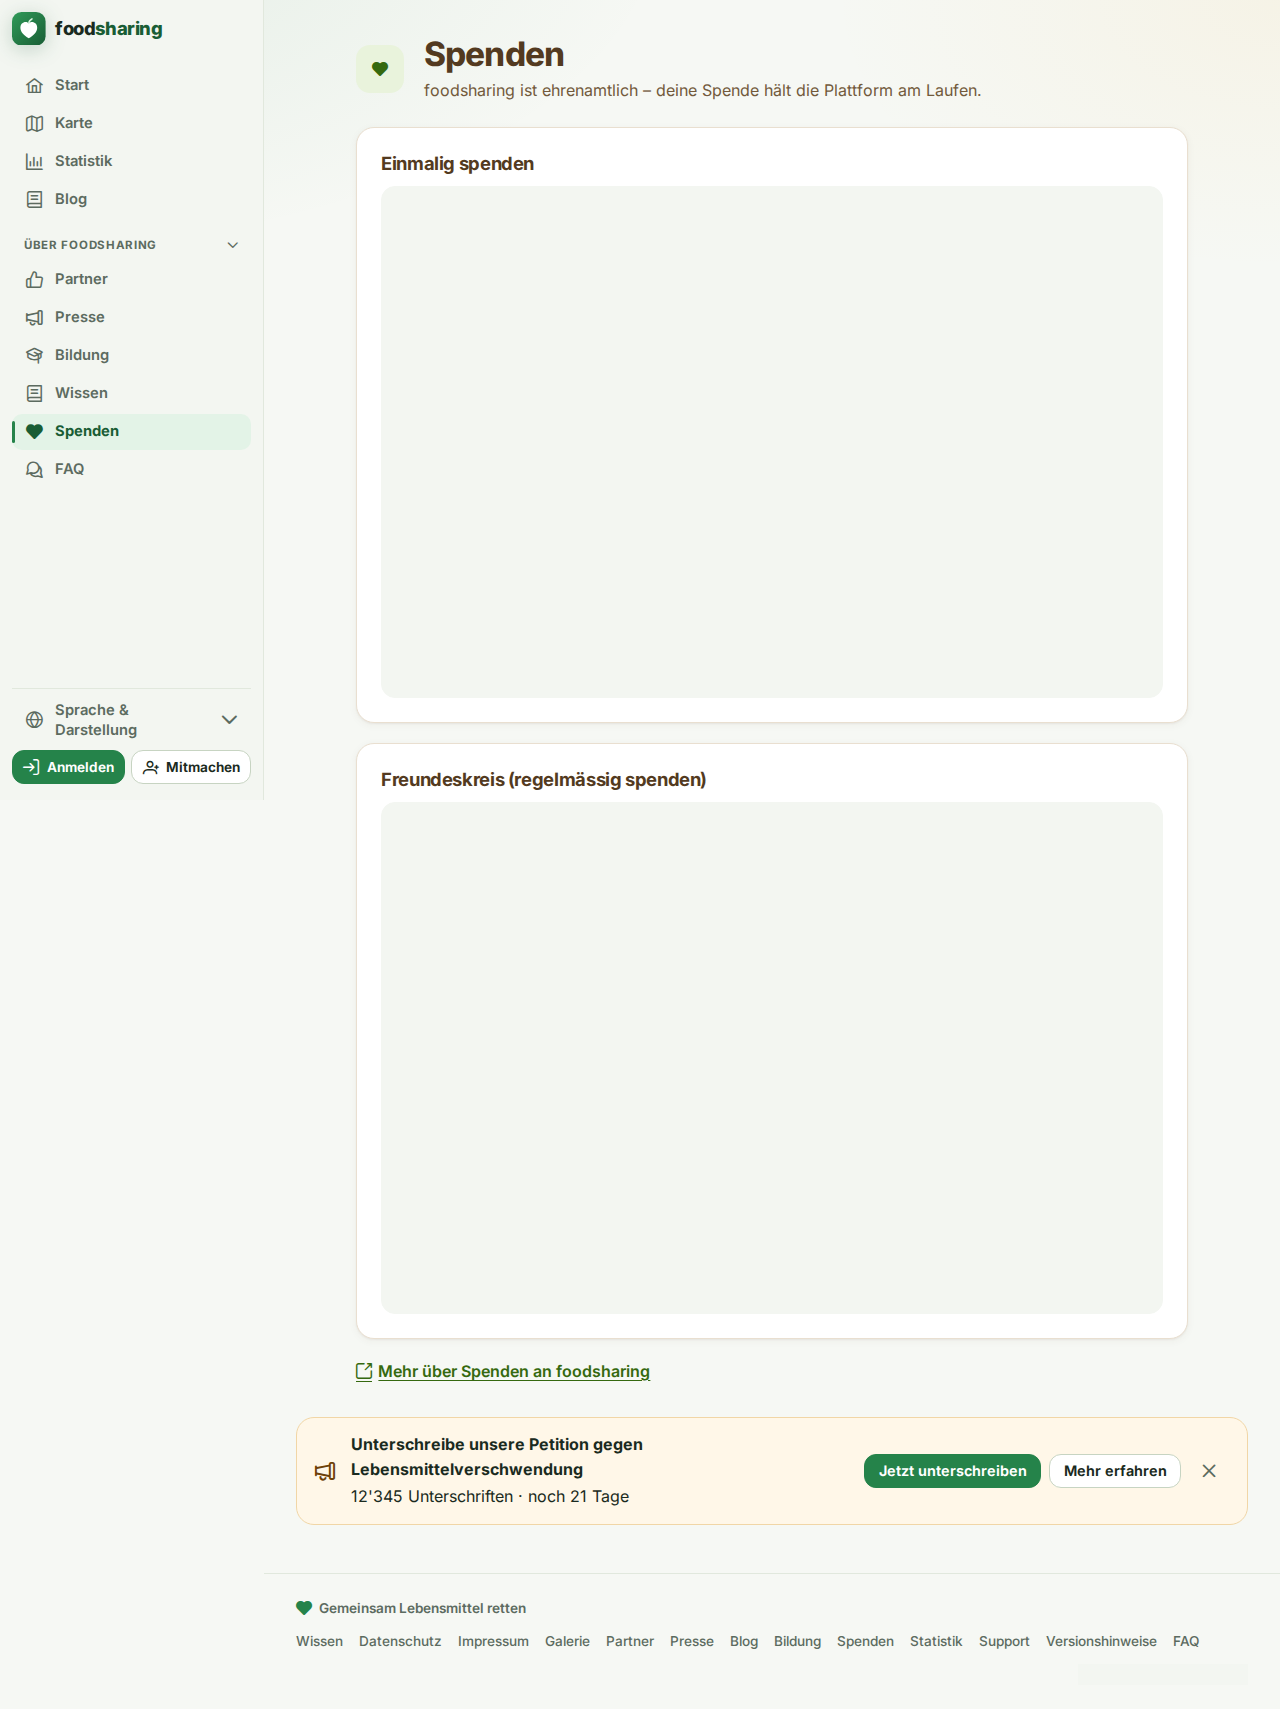 foodsharing
Start
Karte
Statistik
Blog
ÜBER FOODSHARING
Partner
Presse
Bildung
Wissen
Spenden
FAQ
Sprache &
Darstellung
Anmelden
Mitmachen
Spenden
foodsharing ist ehrenamtlich – deine Spende hält die Plattform am Laufen.
Einmalig spenden
Freundeskreis (regelmässig spenden)
Mehr über Spenden an foodsharing
Unterschreibe unsere Petition gegen
Lebensmittelverschwendung
12'345 Unterschriften · noch 21 Tage
Jetzt unterschreiben
Mehr erfahren
Gemeinsam Lebensmittel retten
Wissen Datenschutz Impressum Galerie Partner Presse Blog Bildung Spenden Statistik Support Versionshinweise FAQ